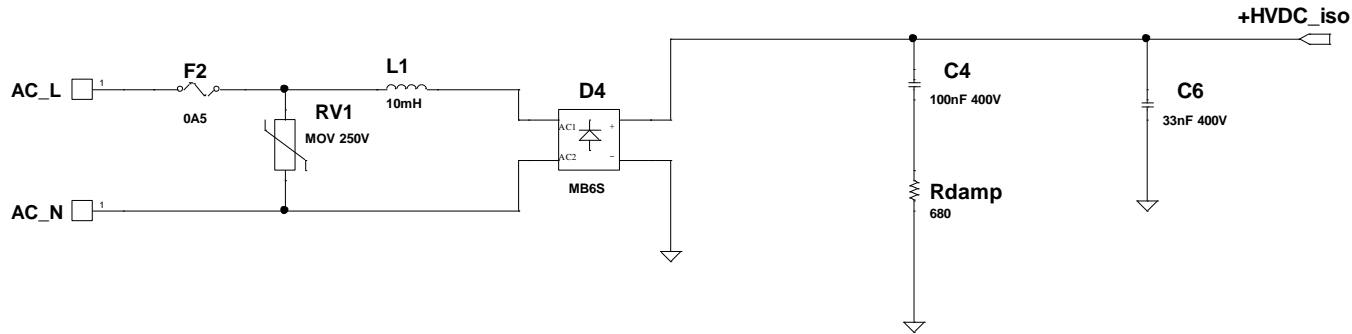 +HVDC_iso
F2
L1
C4
AC_L
1
D4
100nF 400V
C6
0A5
RV1
10mH
MOV 250V
33nF 400V
AC1
+
AC2
−
MB6S
Rdamp
680
AC_N
1